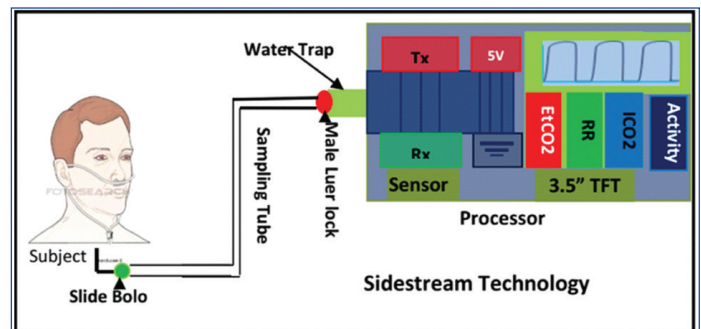 Water Trap
Tx
5V
EtCO2
RR
ICO2
Activity
Rx
Sensor
3.5” TFT
Processor
Male Luer lock
Sampling Tube
FOTOSEARCH
Subject
Slide Bolo
Sidestream Technology